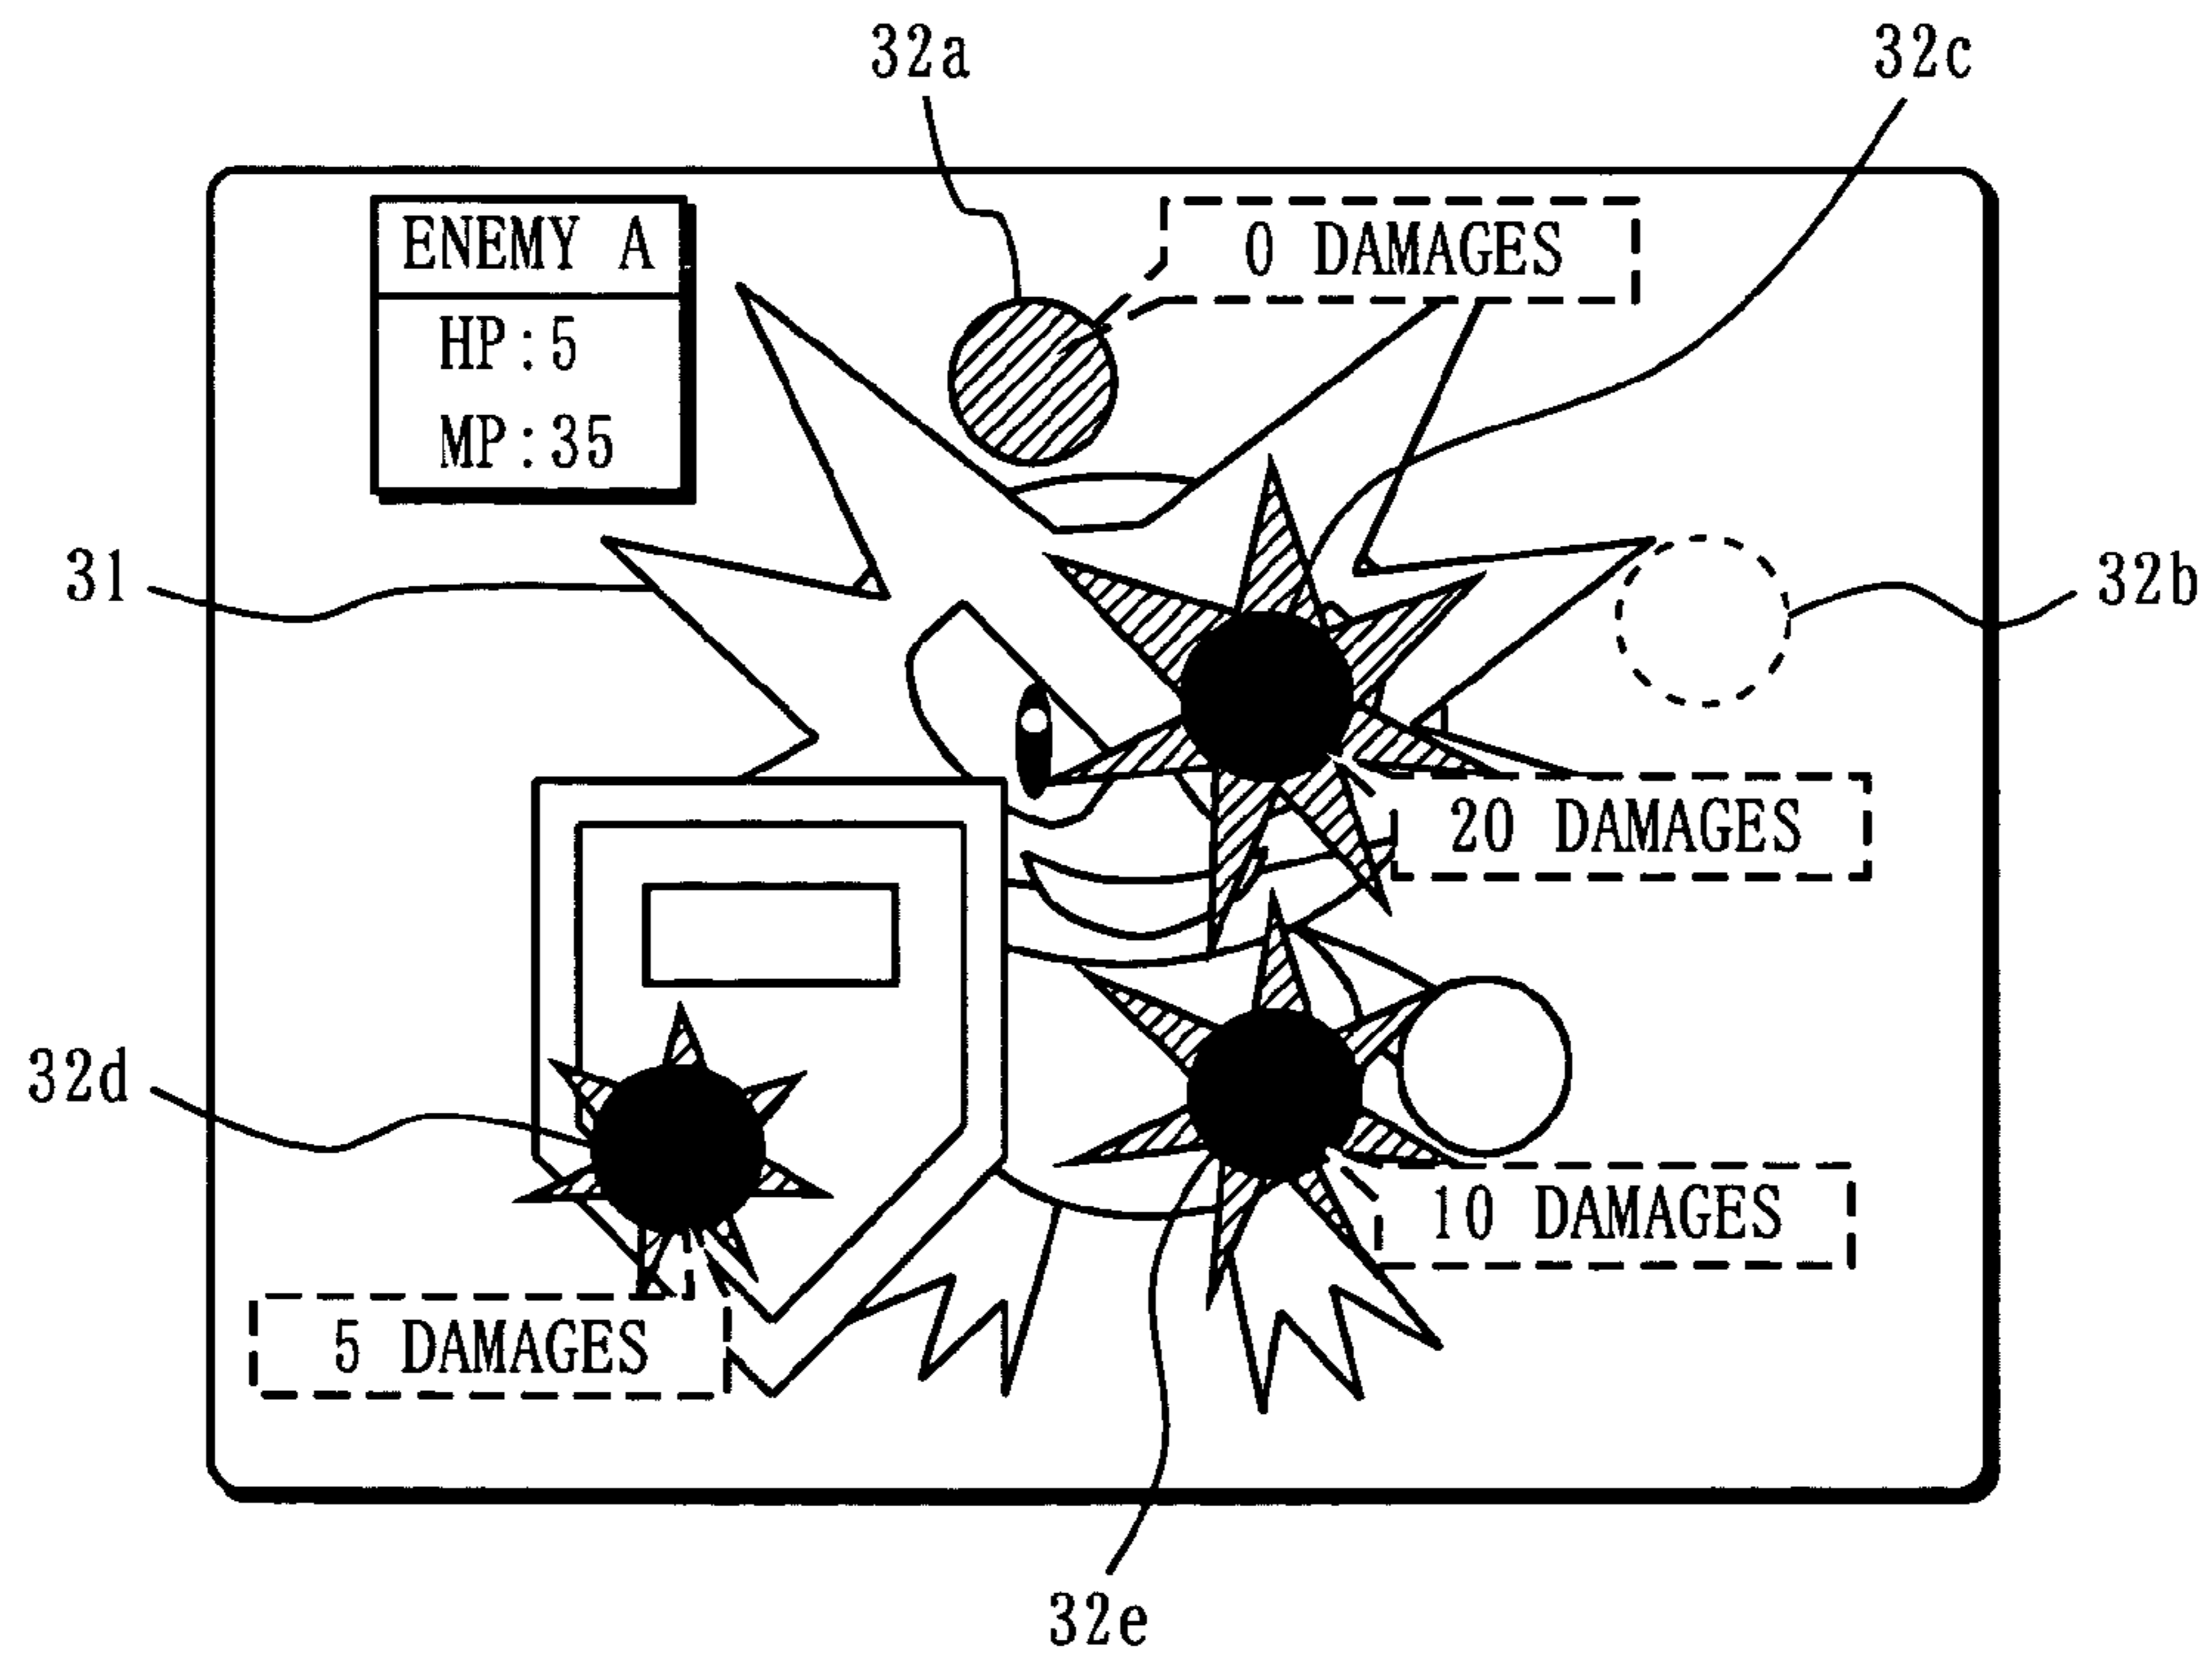 32a
32c
ENEMY A
0 DAMAGES
HP:5
MP:35
31
32b
20 DAMAGES
32d
10 DAMAGES
5 DAMAGES
32e